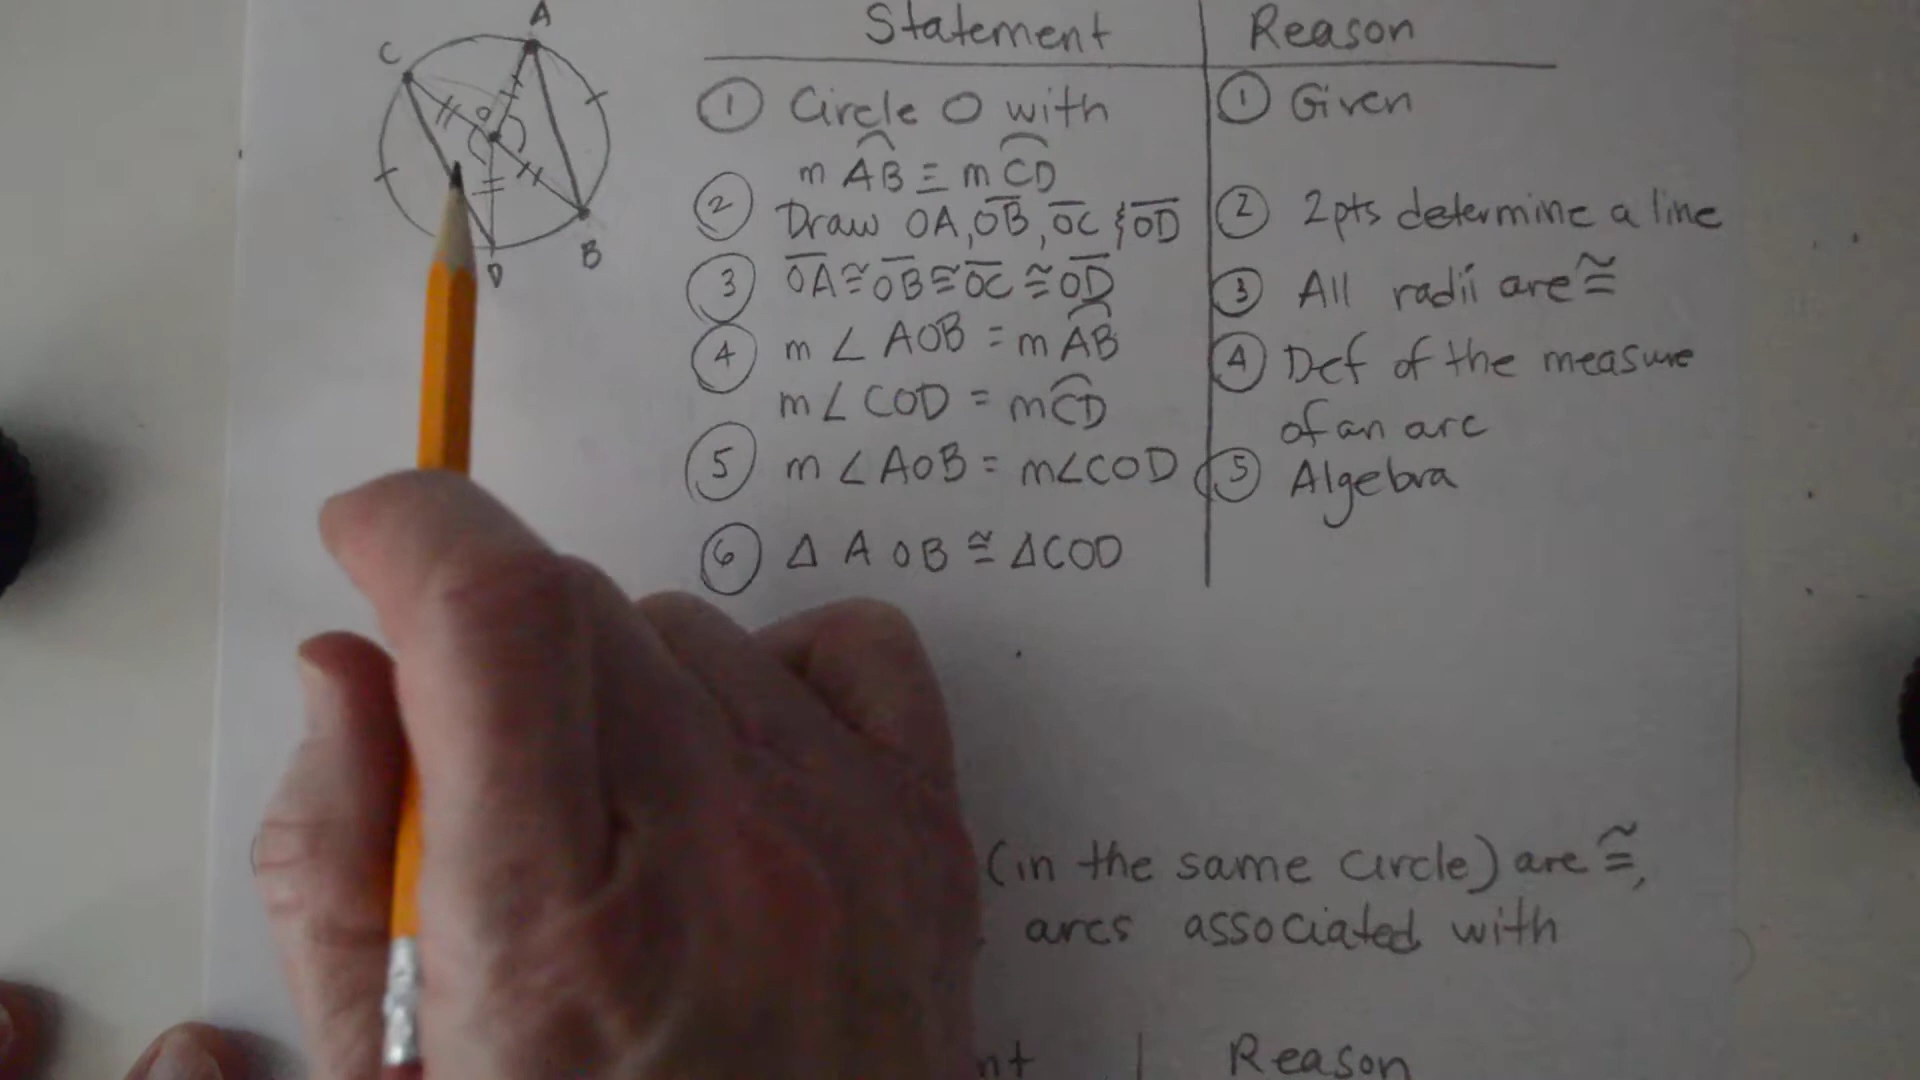 A
C
O
D
B
Statement | Reason
① Circle O with | ① Given
m AB ≅ m CD
② Draw OA, OB, OC & OD | ② 2pts determine a line
③ OA ≅ OB ≅ OC ≅ OD | ③ All radii are ≅
④ m ∠ AOB = m AB | ④ Def of the measure
m ∠ COD = m CD | of an arc
⑤ m ∠ AOB = m∠COD | ⑤ Algebra
⑥ Δ AOB ≅ ΔCOD
(in the same circle) are ≅,
arcs associated with
nt | Reason